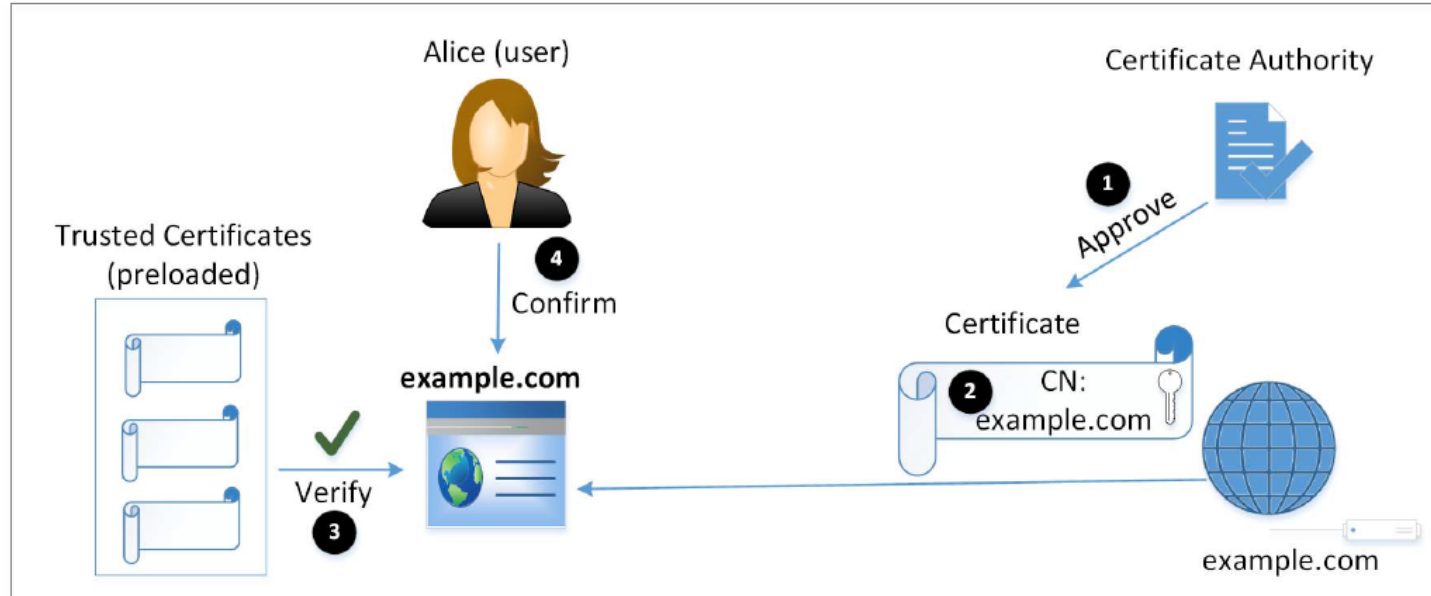 Alice (user)
Certificate Authority
1
Approve
Trusted Certificates
(preloaded)
4
Confirm
Certificate
example.com
2
CN:
example.com
Verify
3
example.com